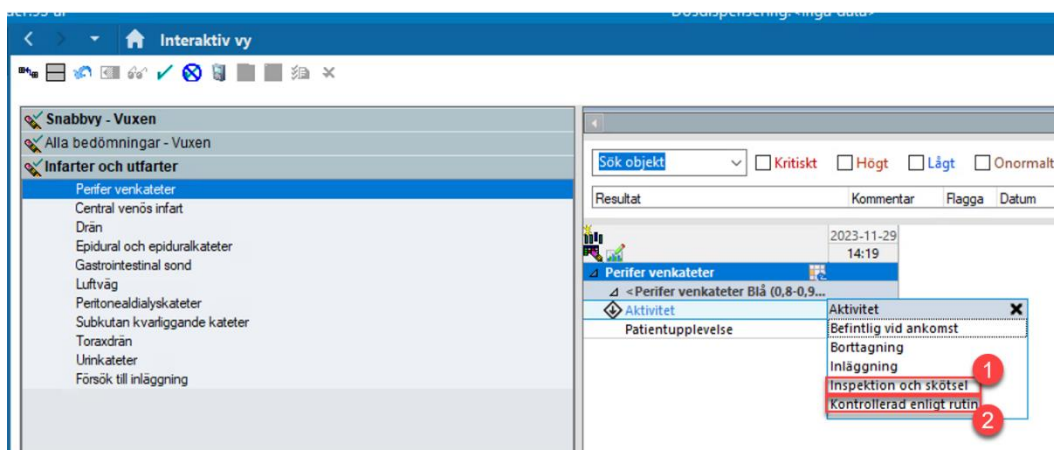 Interaktiv vy
Snabbvy - Vuxen
Alla bedömningar - Vuxen
Infarter och utfarter
Perifer venkateter
Central venös infart
Drän
Epidural och epiduralkateter
Gastrointestinal sond
Luftväg
Peritonealdialyskateter
Subkutan kvarliggande kateter
Toraxdrän
Urinkateter
Försök till inläggning
Sök objekt Kritiskt Högt Lågt Onormalt
Resultat Kommentar Flagga Datum
2023-11-29
14:19
Perifer venkateter
<Perifer venkateter Blå (0,8-0,9...
Aktivitet
Patientupplevelse
Aktivitet
Befintlig vid ankomst
Borttagning
Inläggning
Inspektion och skötsel 1
Kontrollerad enligt rutin 2